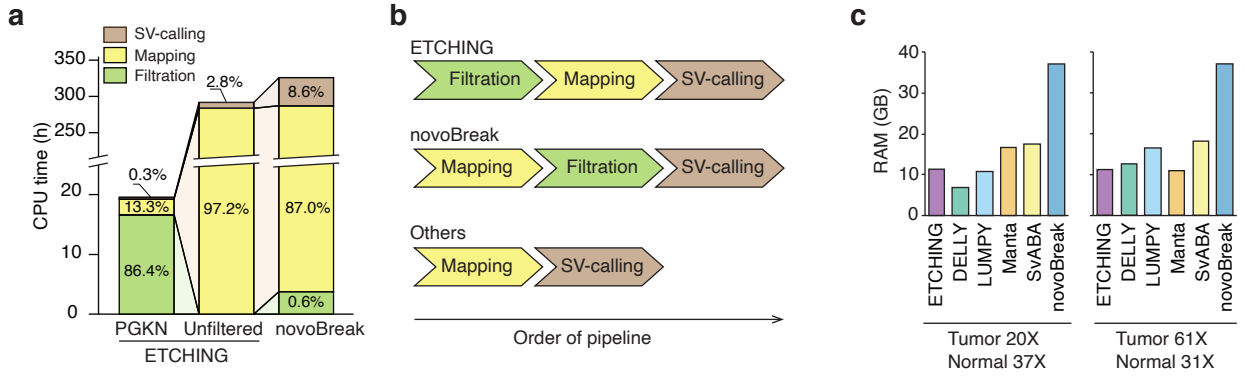 a
SV-calling
Mapping
Filtration
CPU time (h)
350
300
250
20
10
0
0.3%
13.3%
86.4%
2.8%
97.2%
8.6%
87.0%
0.6%
PGKN Unfiltered novoBreak
ETCHING
b
ETCHING
Filtration Mapping SV-calling
novoBreak
Mapping Filtration SV-calling
Others
Mapping SV-calling
Order of pipeline
c
RAM (GB)
40
30
20
10
0
ETCHING
DELLY
LUMPY
Manta
SvABA
novoBreak
Tumor 20X
Normal 37X
ETCHING
DELLY
LUMPY
Manta
SvABA
novoBreak
Tumor 61X
Normal 31X